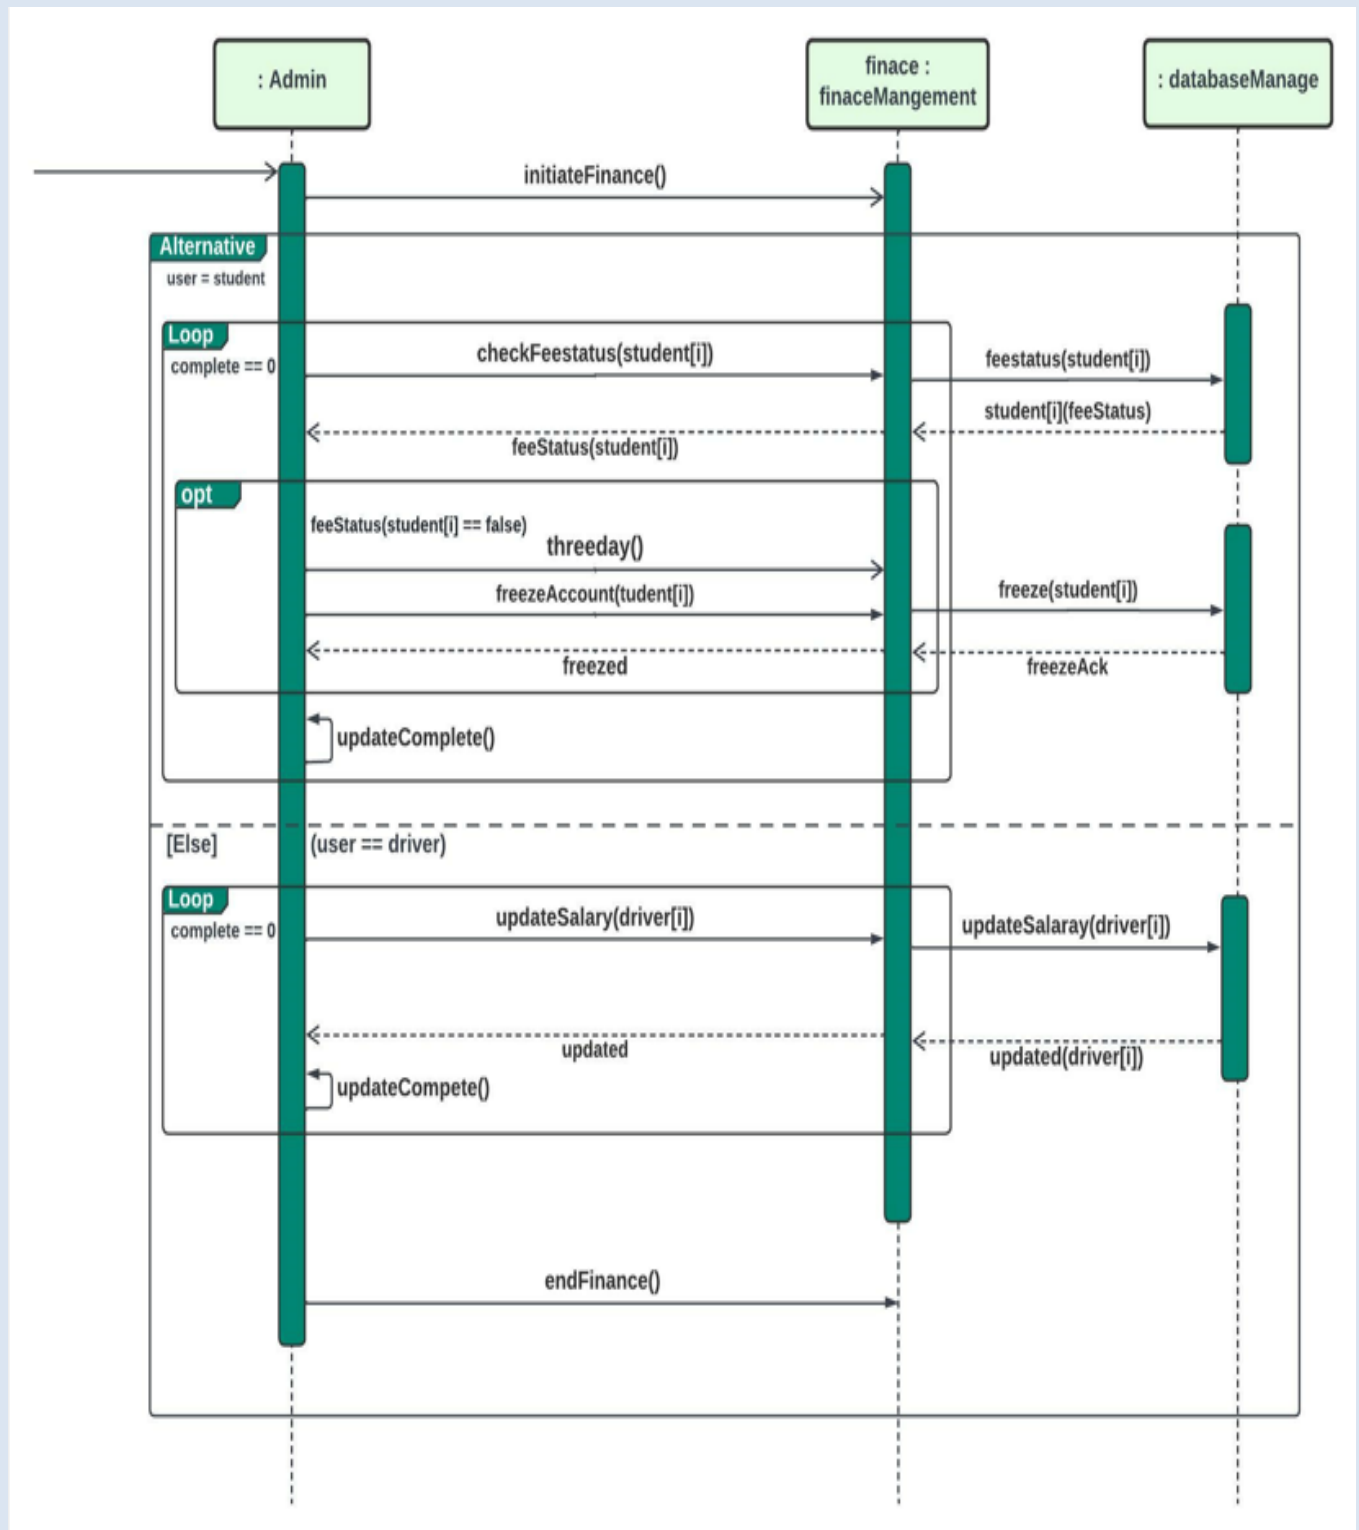 : Admin
finace :
finaceMangement
: databaseManage
initiateFinance()
Alternative
user = student
Loop
complete == 0
checkFeestatus(student[i])
feestatus(student[i])
student[i](feeStatus)
feeStatus(student[i])
opt
feeStatus(student[i] == false)
threeday()
freezeAccount(tudent[i])
freeze(student[i])
freezed
freezeAck
updateComplete()
[Else]
(user == driver)
Loop
complete == 0
updateSalary(driver[i])
updateSalaray(driver[i])
updated
updated(driver[i])
updateCompete()
endFinance()